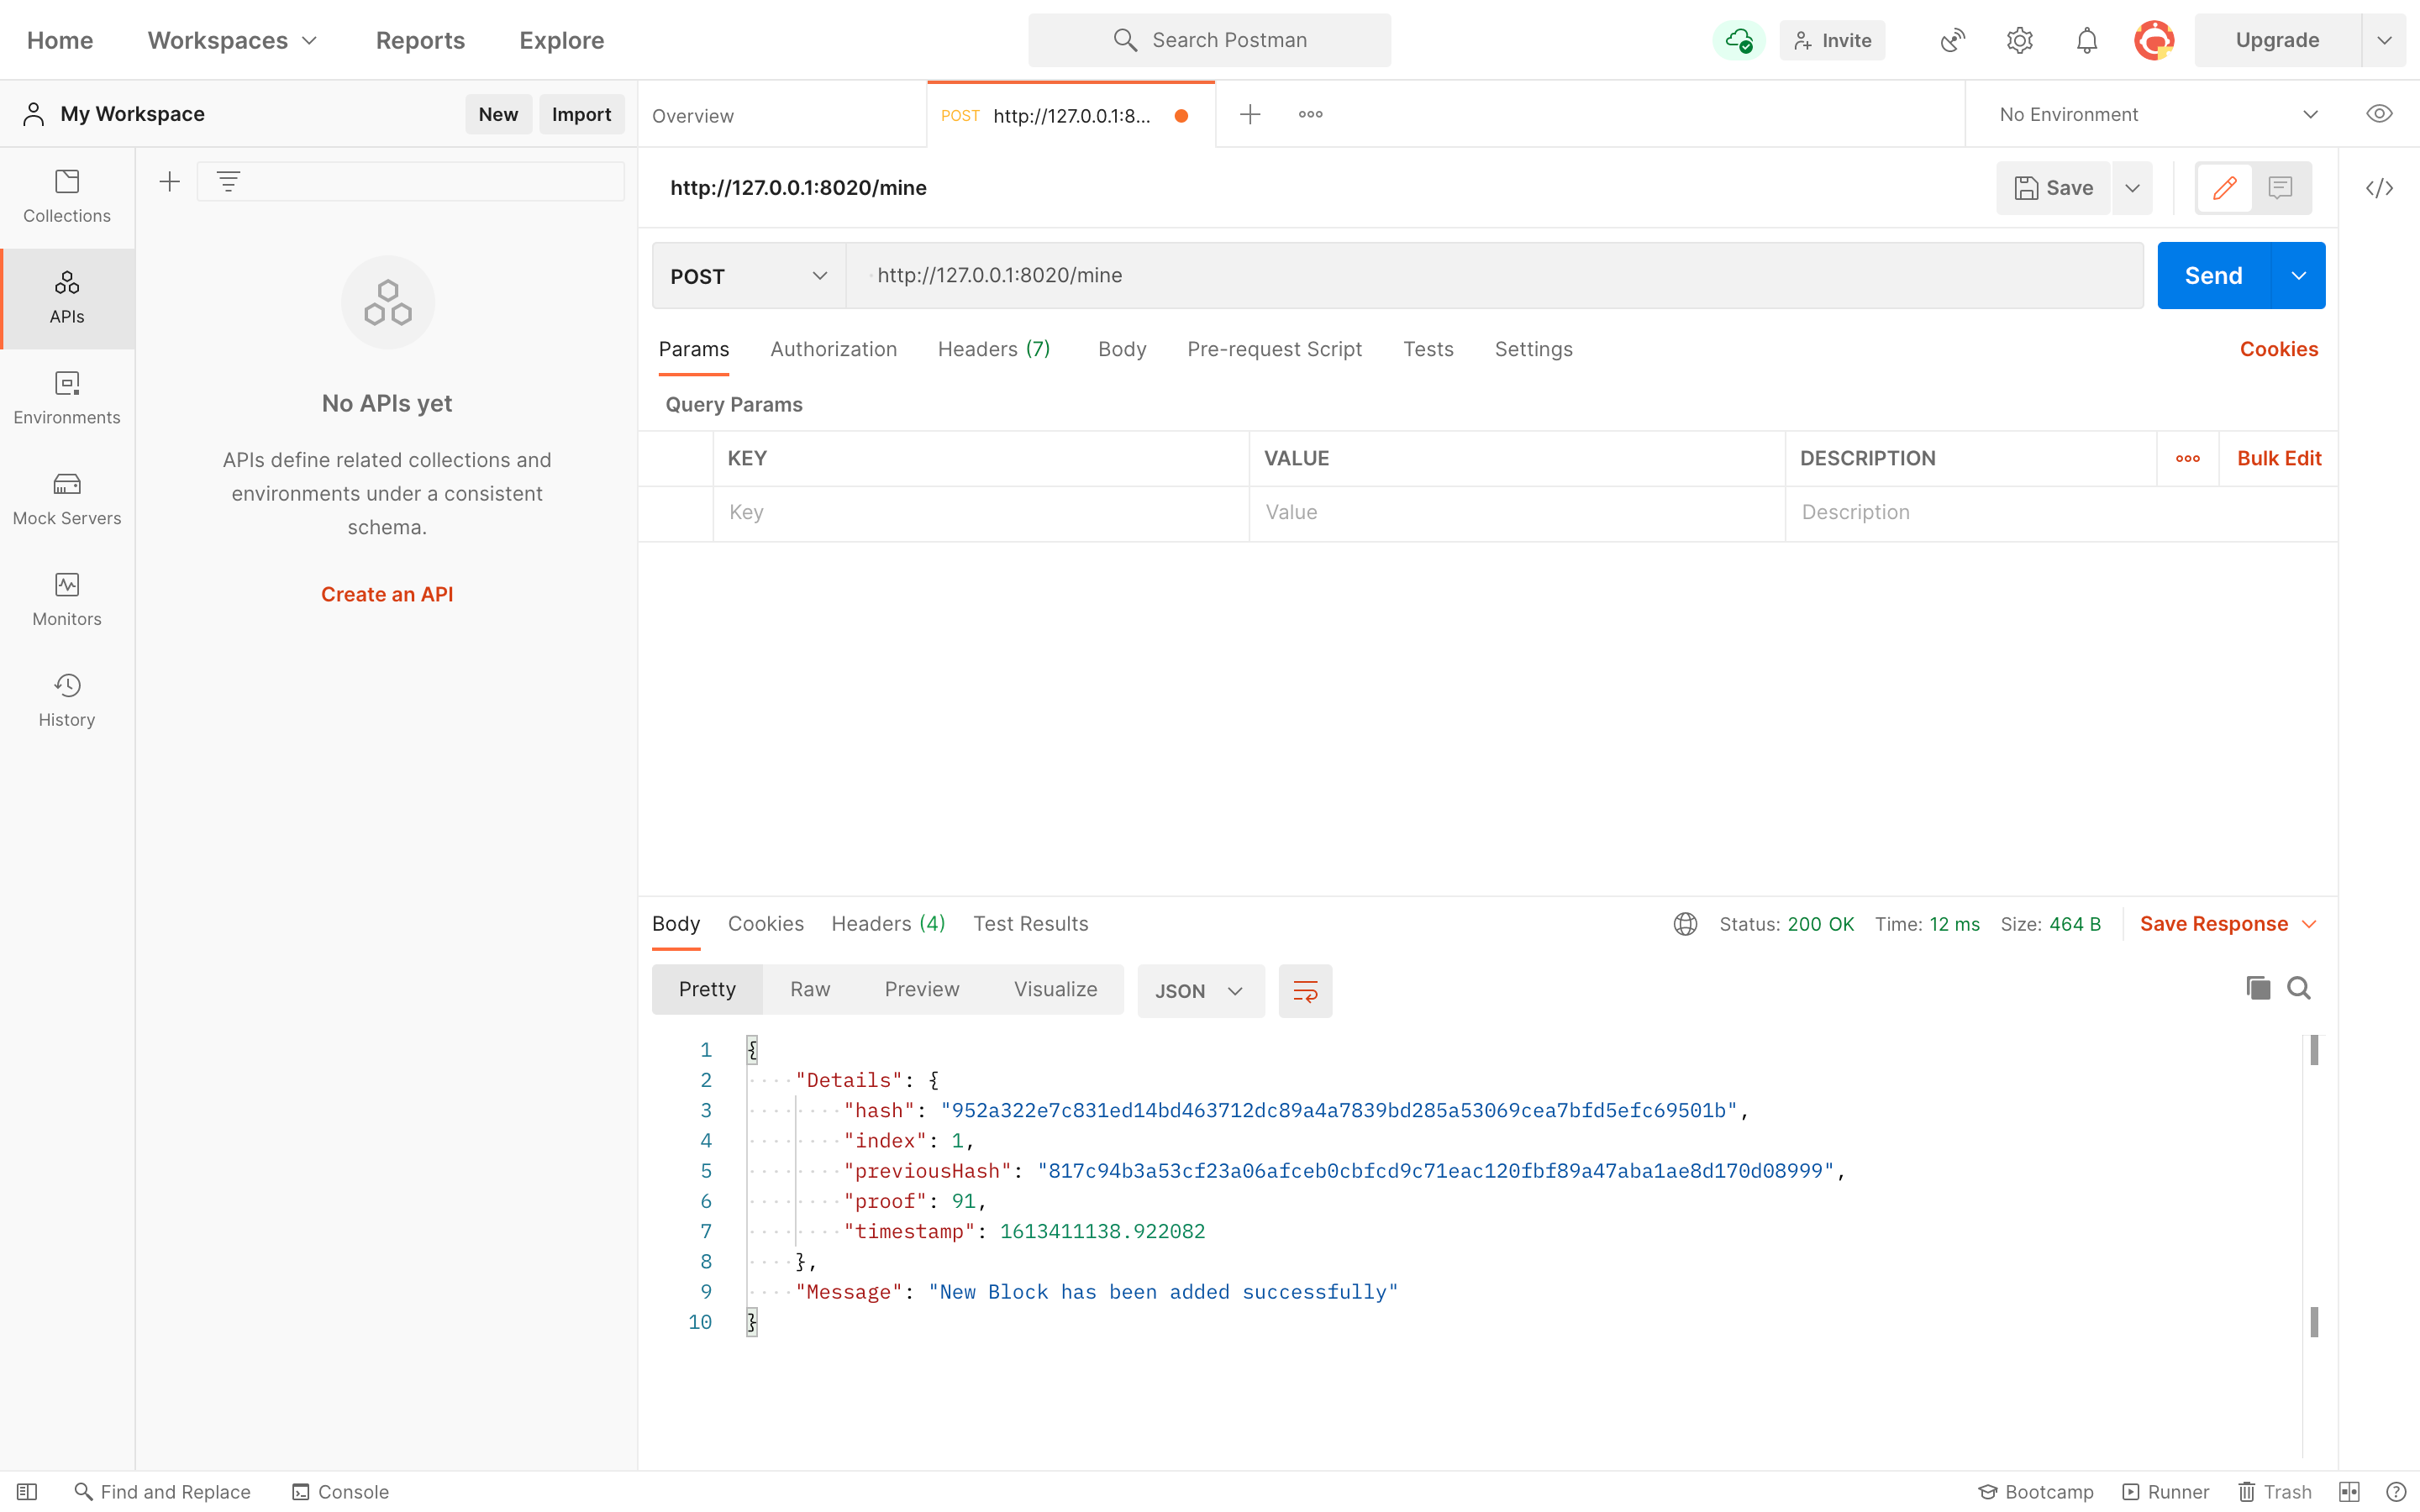 Home Workspaces Reports Explore Search Postman Invite Upgrade
My Workspace New Import Overview POST http://127.0.0.1:8... No Environment
Collections
APIs
Environments
Mock Servers
Monitors
History
No APIs yet
APIs define related collections and
environments under a consistent
schema.
Create an API
http://127.0.0.1:8020/mine Save
POST http://127.0.0.1:8020/mine Send
Params Authorization Headers (7) Body Pre-request Script Tests Settings Cookies
Query Params
KEY VALUE DESCRIPTION Bulk Edit
Key Value Description
Body Cookies Headers (4) Test Results Status: 200 OK Time: 12 ms Size: 464 B Save Response
Pretty Raw Preview Visualize JSON
1 {
2 "Details": {
3 "hash": "952a322e7c831ed14bd463712dc89a4a7839bd285a53069cea7bfd5efc69501b",
4 "index": 1,
5 "previousHash": "817c94b3a53cf23a06afceb0cbfcd9c71eac120fbf89a47aba1ae8d170d08999",
6 "proof": 91,
7 "timestamp": 1613411138.922082
8 },
9 "Message": "New Block has been added successfully"
10 }
Find and Replace Console Bootcamp Runner Trash